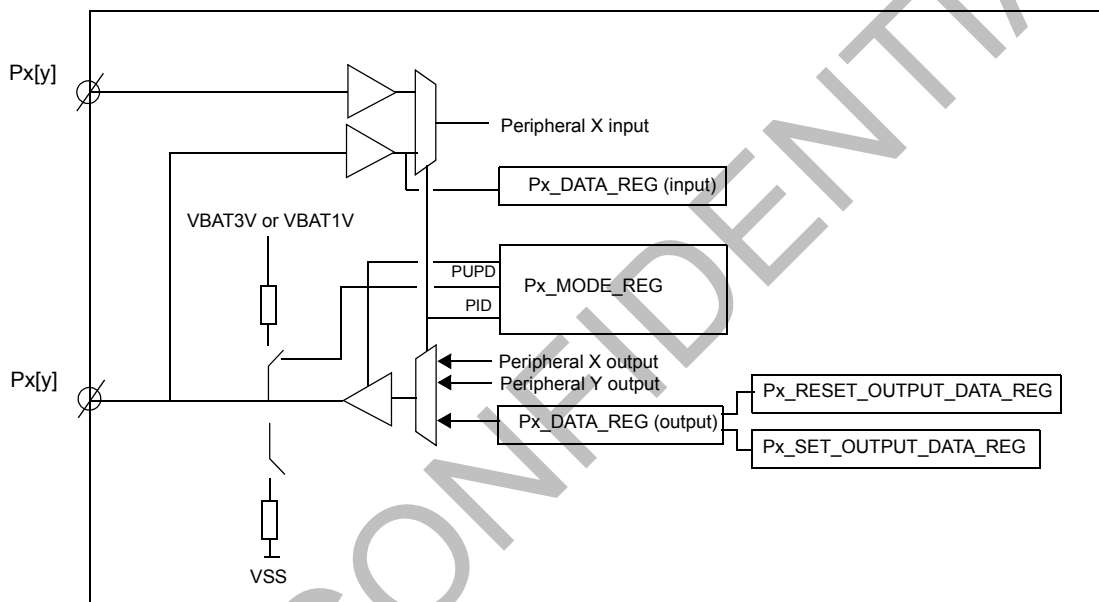 Px[y]
Peripheral X input
Px_DATA_REG (input)
VBAT3V or VBAT1V
PUPD
Px_MODE_REG
PID
Px[y]
Peripheral X output
Peripheral Y output
Px_RESET_OUTPUT_DATA_REG
Px_DATA_REG (output)
Px_SET_OUTPUT_DATA_REG
VSS
CONFIDENTIA